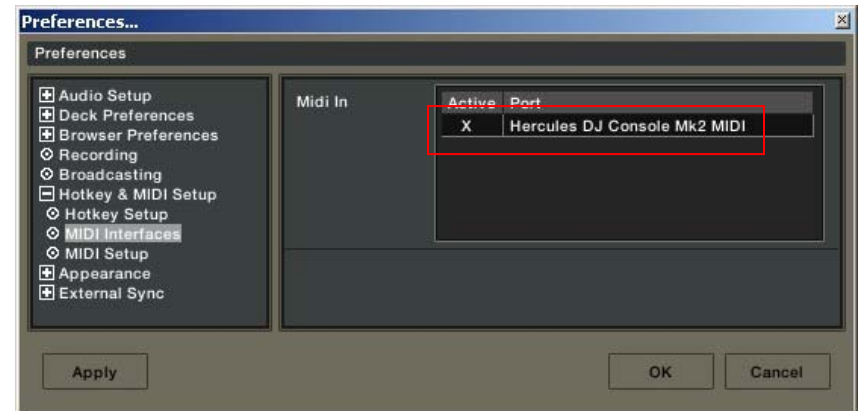 Preferences...
Preferences
Audio Setup
Deck Preferences
Browser Preferences
Recording
Broadcasting
Hotkey & MIDI Setup
Hotkey Setup
MIDI Interfaces
MIDI Setup
Appearance
External Sync
Midi In
Active Port
X Hercules DJ Console Mk2 MIDI
Apply
OK
Cancel